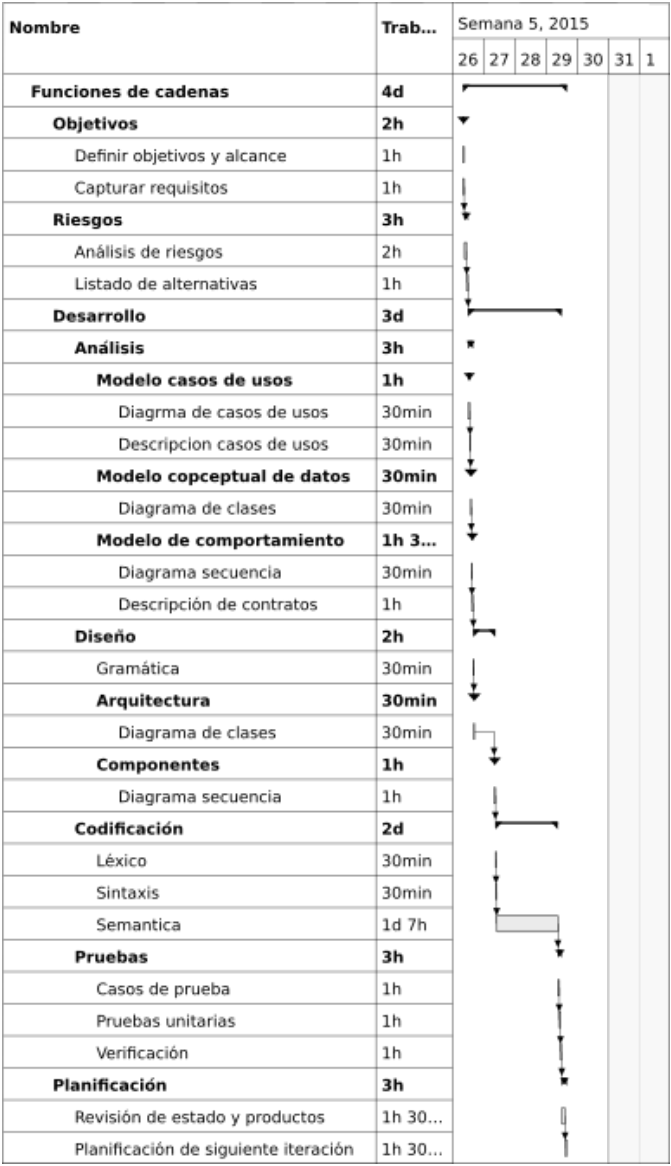 Nombre Trab... Semana 5, 2015
26 27 28 29 30 31 1
Funciones de cadenas 4d
Objetivos 2h
Definir objetivos y alcance 1h
Capturar requisitos 1h
Riesgos 3h
Análisis de riesgos 2h
Listado de alternativas 1h
Desarrollo 3d
Análisis 3h
Modelo casos de usos 1h
Diagrma de casos de usos 30min
Descripcion casos de usos 30min
Modelo copceptual de datos 30min
Diagrama de clases 30min
Modelo de comportamiento 1h 3...
Diagrama secuencia 30min
Descripción de contratos 1h
Diseño 2h
Gramática 30min
Arquitectura 30min
Diagrama de clases 30min
Componentes 1h
Diagrama secuencia 1h
Codificación 2d
Léxico 30min
Sintaxis 30min
Semantica 1d 7h
Pruebas 3h
Casos de prueba 1h
Pruebas unitarias 1h
Verificación 1h
Planificación 3h
Revisión de estado y productos 1h 30...
Planificación de siguiente iteración 1h 30...